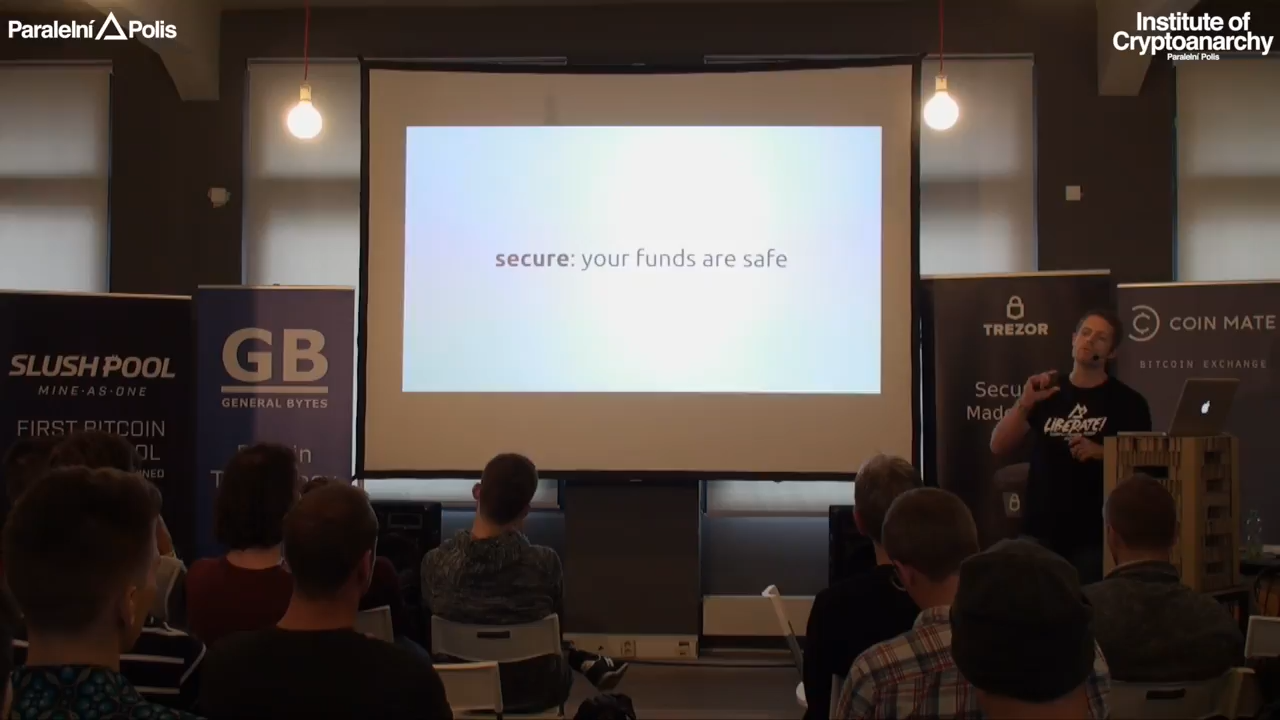 Paralelní Polis
Institute of
Cryptoanarchy
Paralelní Polis
secure: your funds are safe
SLUSH POOL
MINE·AS·ONE
FIRST BITCOIN
GB
GENERAL BYTES
TREZOR
COIN MATE
BITCOIN EXCHANGE
LIBERATE!